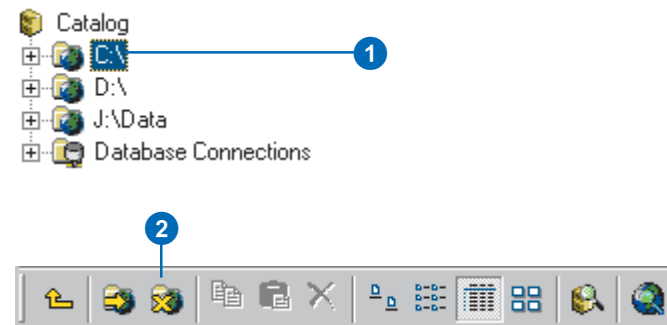 Catalog
C:\
1
D:\
J:\Data
Database Connections
2